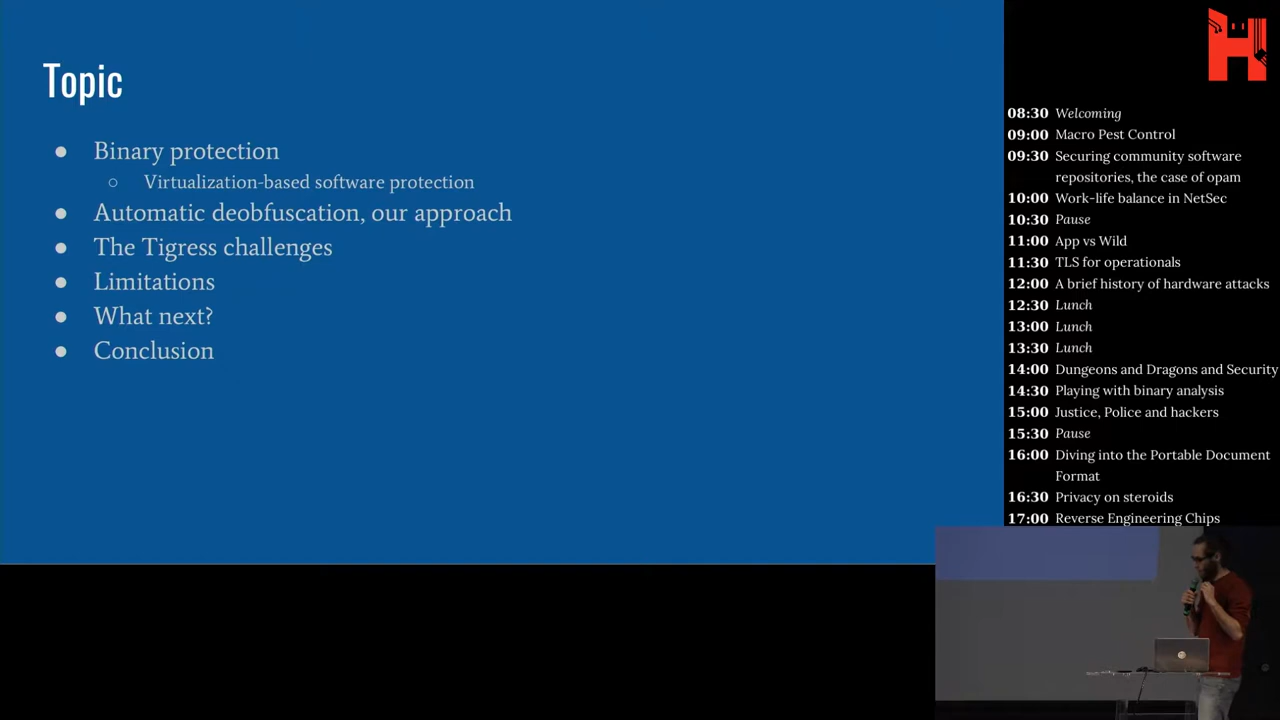 Topic
● Binary protection
○ Virtualization-based software protection
● Automatic deobfuscation, our approach
● The Tigress challenges
● Limitations
● What next?
● Conclusion
H
08:30 Welcoming
09:00 Macro Pest Control
09:30 Securing community software
repositories, the case of opam
10:00 Work-life balance in NetSec
10:30 Pause
11:00 App vs Wild
11:30 TLS for operationals
12:00 A brief history of hardware attacks
12:30 Lunch
13:00 Lunch
13:30 Lunch
14:00 Dungeons and Dragons and Security
14:30 Playing with binary analysis
15:00 Justice, Police and hackers
15:30 Pause
16:00 Diving into the Portable Document
Format
16:30 Privacy on steroids
17:00 Reverse Engineering Chips